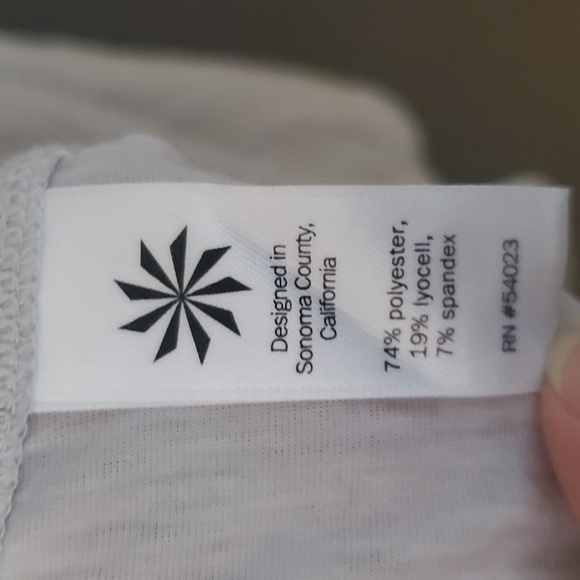 Designed in
Sonoma County,
California
74% polyester,
19% lyocell,
7% spandex
RN #54023